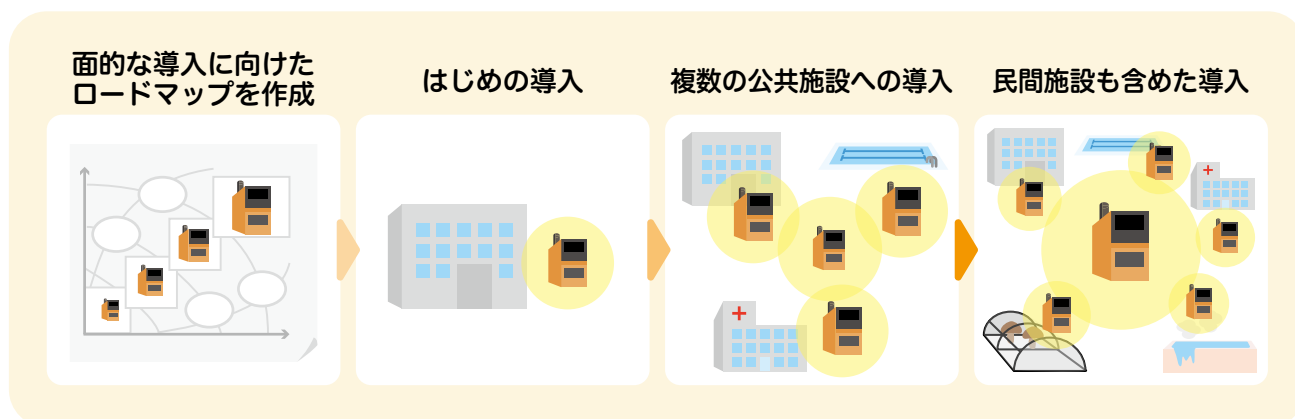 面的な導入に向けた
ロードマップを作成
はじめの導入
複数の公共施設への導入
民間施設も含めた導入